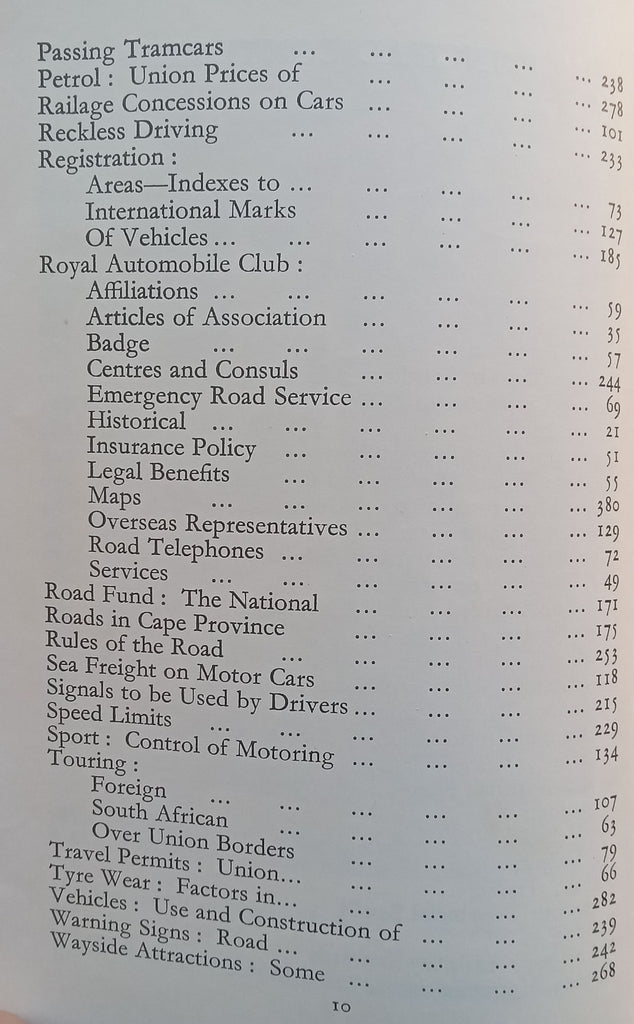 Passing Tramcars ... ... ... ... ... 238
Petrol : Union Prices of ... ... ... ... 278
Railage Concessions on Cars ... ... ... ... 101
Reckless Driving ... ... ... ... ... 233
Registration :
Areas—Indexes to ... ... ... ... ... 73
International Marks ... ... ... ... 127
Of Vehicles ... ... ... ... ... ... 185
Royal Automobile Club :
Affiliations ... ... ... ... ... ... 59
Articles of Association ... ... ... ... 35
Badge ... ... ... ... ... ... 57
Centres and Consuls ... ... ... ... 244
Emergency Road Service ... ... ... ... 69
Historical ... ... ... ... ... ... 21
Insurance Policy ... ... ... ... ... 51
Legal Benefits ... ... ... ... ... 55
Maps ... ... ... ... ... ... 380
Overseas Representatives ... ... ... ... 129
Road Telephones ... ... ... ... ... 72
Services ... ... ... ... ... ... 49
Road Fund : The National ... ... ... ... 171
Roads in Cape Province ... ... ... ... 175
Rules of the Road ... ... ... ... ... 253
Sea Freight on Motor Cars ... ... ... ... 118
Signals to be Used by Drivers ... ... ... ... 215
Speed Limits ... ... ... ... ... ... 229
Sport : Control of Motoring ... ... ... ... 134
Touring :
Foreign ... ... ... ... ... ... 107
South African ... ... ... ... ... 63
Over Union Borders ... ... ... ... 79
Travel Permits : Union... ... ... ... ... 66
Tyre Wear : Factors in... ... ... ... ... 282
Vehicles : Use and Construction of ... ... ... ... 239
Warning Signs : Road ... ... ... ... ... 242
Wayside Attractions : Some ... ... ... ... 268
10